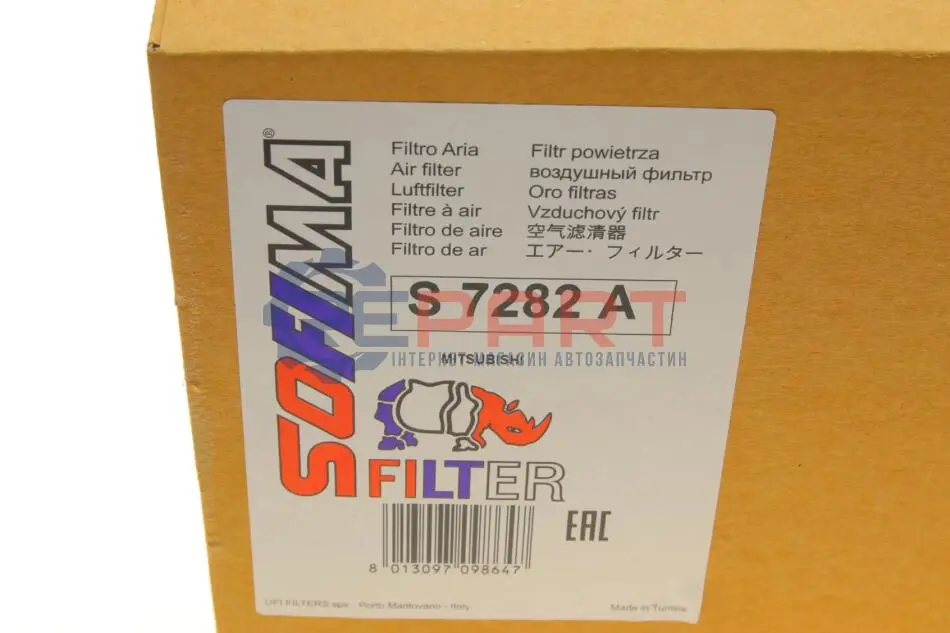 SOFIMA®
Filtro Aria
Air filter
Luftfilter
Filtre à air
Filtro de aire
Filtro de ar
Filtr powietrza
воздушный фильтр
Oro filtras
Vzduchový filtr
空气滤清器
エアー・フィルター
S 7282 A
EPART
MITSUBISHI
ІНТЕРНЕТ МАГАЗИН АВТОЗАПЧАСТИН
FILTER
EAC
8 013097 098647
UFI FILTERS spa - Porto Mantovano - Italy
Made in Tunisia